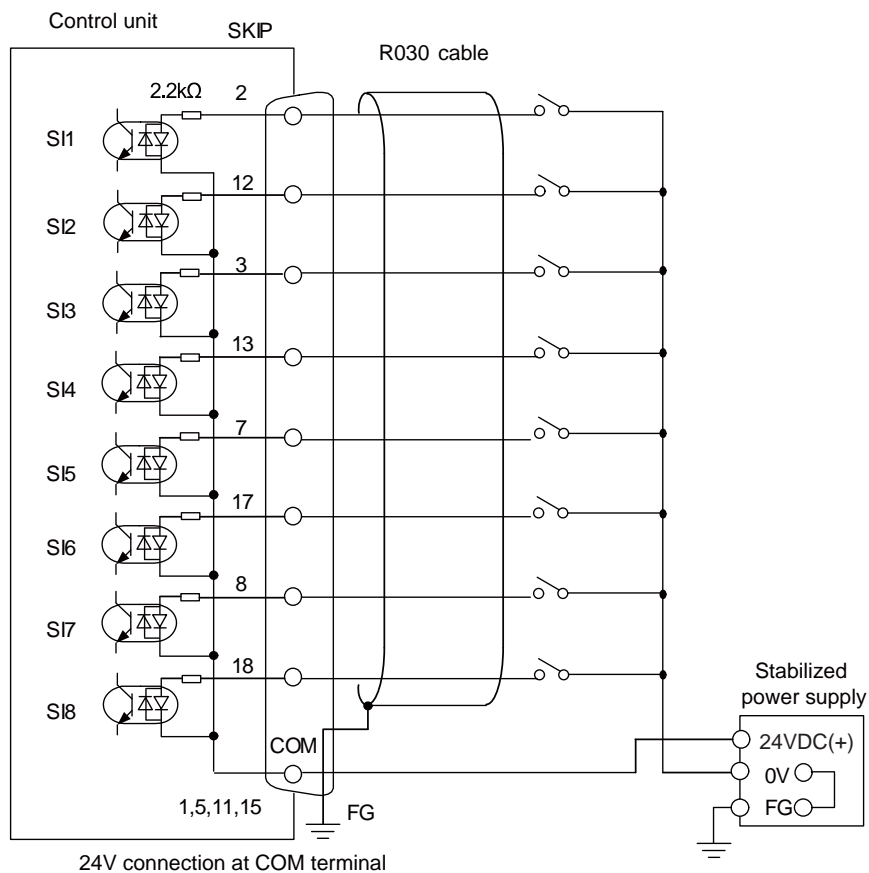 Control unit
SKIP
R030 cable
2.2kΩ
2
SI1
12
SI2
3
SI3
13
SI4
7
SI5
17
SI6
8
SI7
18
SI8
Stabilized
power supply
COM
24VDC(+)
0V
FG
1,5,11,15
FG
24V connection at COM terminal